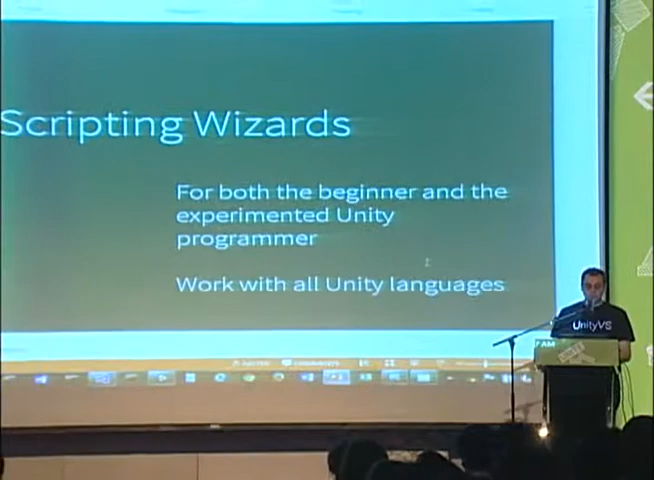 Scripting Wizards
For both the beginner and the
experimented Unity
programmer
Work with all Unity languages
UnityVS